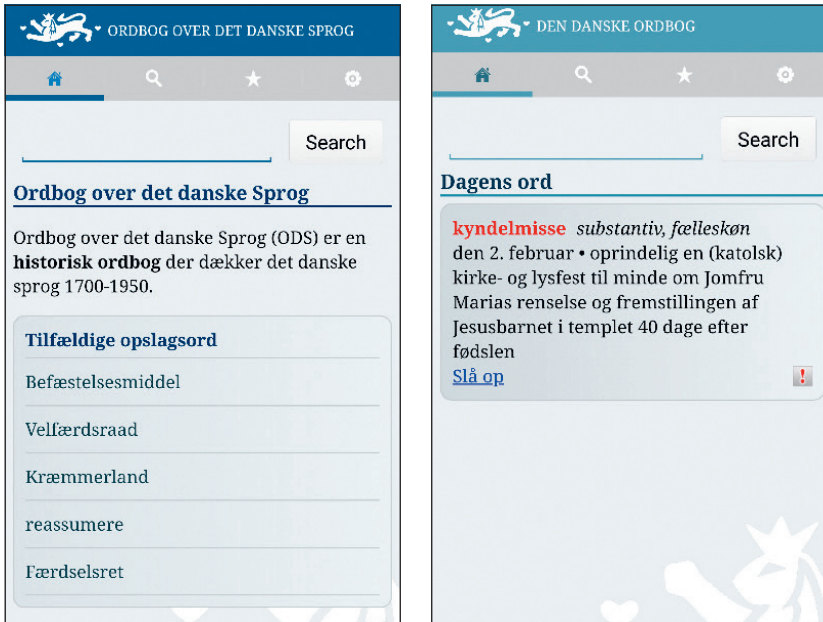 ORDBOG OVER DET DANSKE SPROG
Search
Ordbog over det danske Sprog
Ordbog over det danske Sprog (ODS) er en
historisk ordbog der dækker det danske
sprog 1700-1950.
Tilfældige opslagsord
Befæstelsesmiddel
Velfærdsraad
Kræmmerland
reassumere
Færdselsret
DEN DANSKE ORDBOG
Search
Dagens ord
kyndelmisse substantiv, fælleskøn
den 2. februar • oprindelig en (katolsk)
kirke- og lysfest til minde om Jomfru
Marias renselse og fremstillingen af
Jesusbarnet i templet 40 dage efter
fødslen
Slå op
!